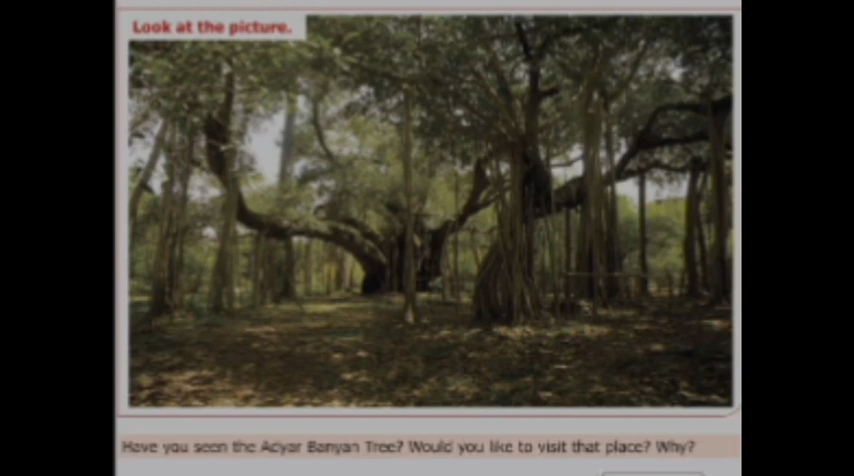 Look at the picture.
Have you seen the Adyar Banyan Tree? Would you like to visit that place? Why?